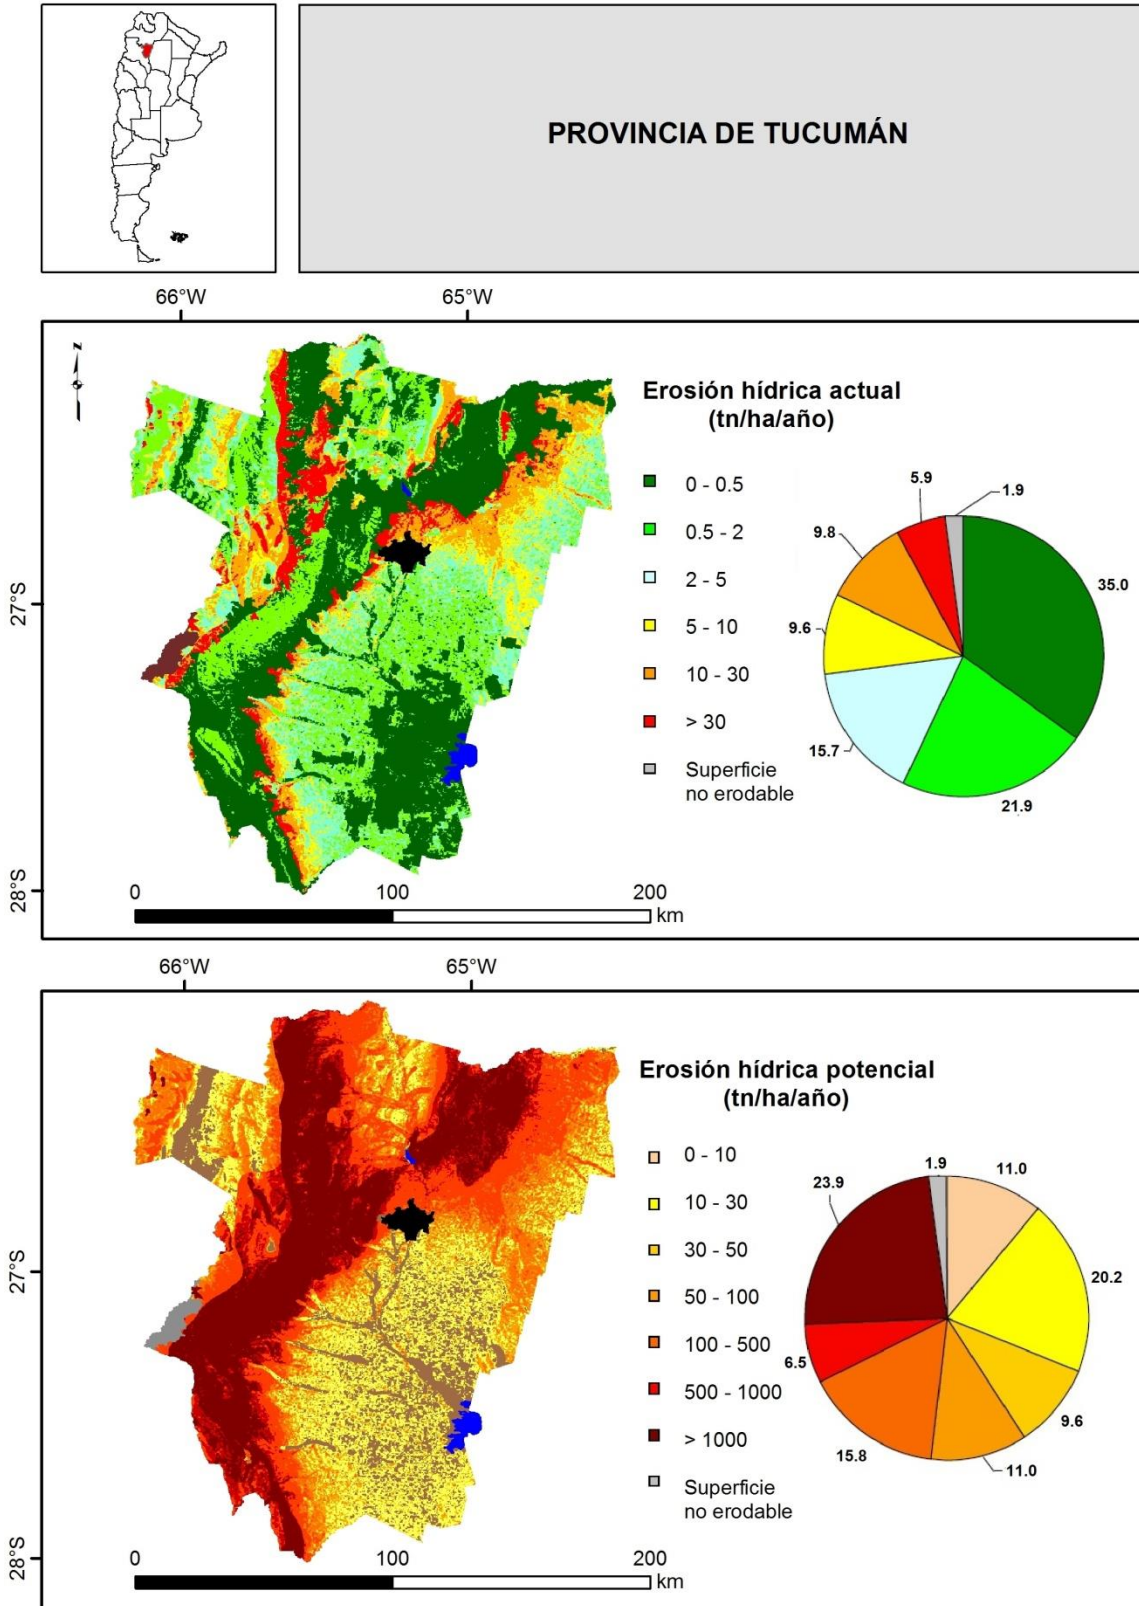 PROVINCIA DE TUCUMÁN
66°W
65°W
N
Erosión hídrica actual
(tn/ha/año)
0 - 0.5
0.5 - 2
2 - 5
5 - 10
10 - 30
> 30
Superficie
no erodable
5.9
1.9
9.8
35.0
9.6
15.7
21.9
27°S
28°S
0
100
200
km
66°W
65°W
Erosión hídrica potencial
(tn/ha/año)
0 - 10
10 - 30
30 - 50
50 - 100
100 - 500
500 - 1000
> 1000
Superficie
no erodable
1.9
11.0
23.9
20.2
6.5
9.6
15.8
11.0
27°S
28°S
0
100
200
km